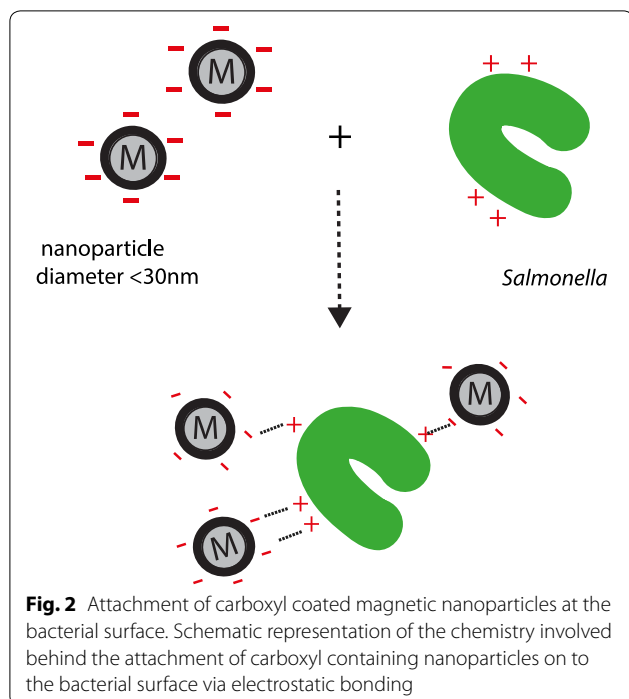 M
M
+
+ +
+ +
nanoparticle
diameter <30nm
Salmonella
M
M
+
+
+
+
M
Fig. 2 Attachment of carboxyl coated magnetic nanoparticles at the
bacterial surface. Schematic representation of the chemistry involved
behind the attachment of carboxyl containing nanoparticles on to
the bacterial surface via electrostatic bonding